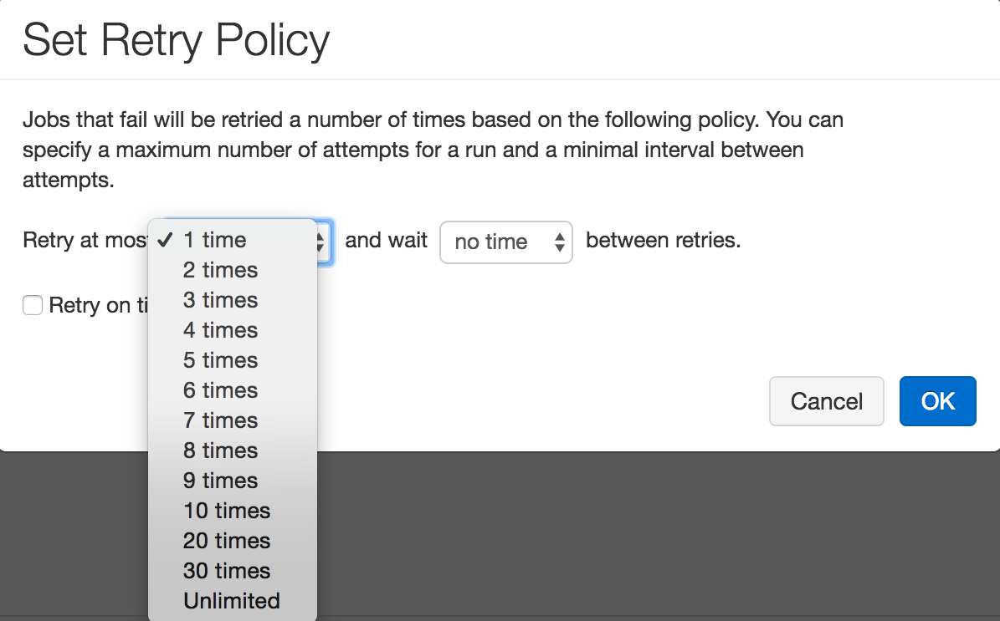 Set Retry Policy
Jobs that fail will be retried a number of times based on the following policy. You can
specify a maximum number of attempts for a run and a minimal interval between
attempts.
Retry at mos ✓ 1 time and wait no time between retries.
2 times
Retry on ti
3 times
4 times
5 times
6 times
7 times
8 times
9 times
10 times
20 times
30 times
Unlimited
Cancel OK